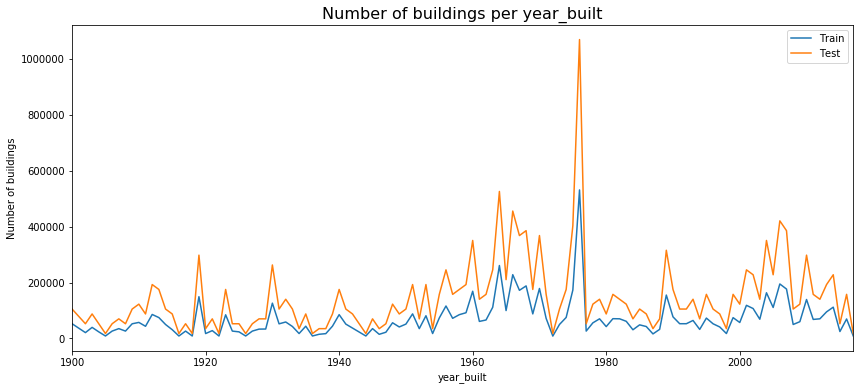 Number of buildings per year_built
Train
Test
Number of buildings
1000000
800000
600000
400000
200000
0
1900
1920
1940
1960
1980
2000
year_built